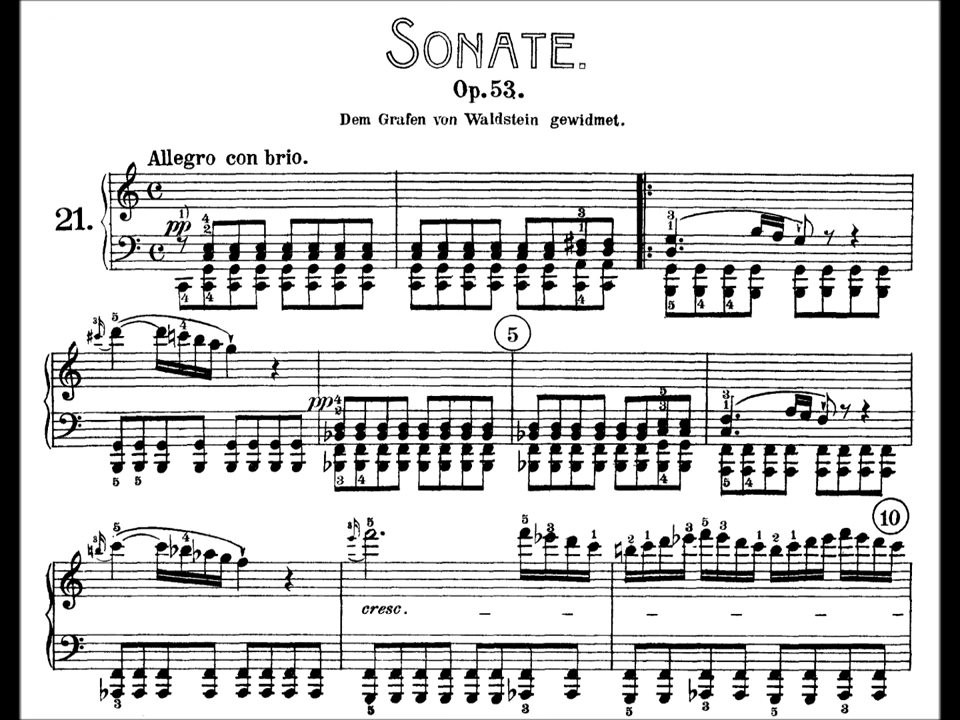 SONATE.
Op. 53.
Dem Grafen von Waldstein gewidmet.
Allegro con brio.
21.
pp
5
pp
10
cresc.